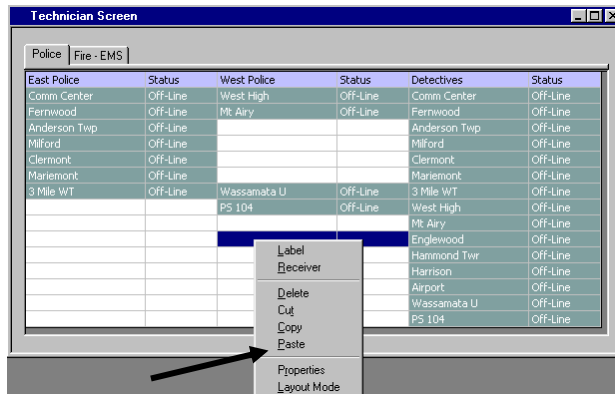 Technician Screen
Police Fire - EMS
East Police Status West Police Status Detectives Status
Comm Center Off-Line West High Off-Line Comm Center Off-Line
Fernwood Off-Line Mt Airy Off-Line Fernwood Off-Line
Anderson Twp Off-Line Anderson Twp Off-Line
Milford Off-Line Milford Off-Line
Clermont Off-Line Clermont Off-Line
Mariemont Off-Line Mariemont Off-Line
3 Mile WT Off-Line Wassamata U Off-Line 3 Mile WT Off-Line
PS 104 Off-Line West High Off-Line
Mt Airy Off-Line
Englewood Off-Line
Hammond Twr Off-Line
Harrison Off-Line
Airport Off-Line
Wassamata U Off-Line
PS 104 Off-Line
Label
Receiver
Delete
Cut
Copy
Paste
Properties
Layout Mode